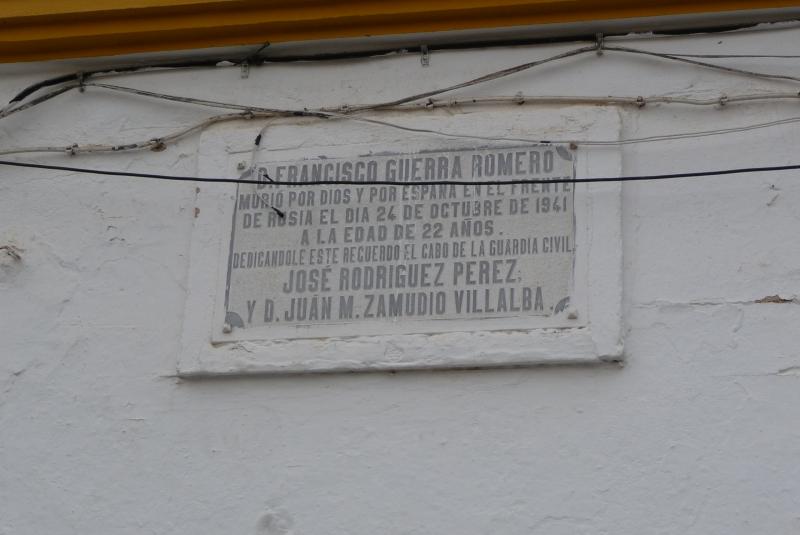 D. FRANCISCO GUERRA ROMERO
MURIÓ POR DIOS Y POR ESPAÑA EN EL FRENTE
DE RUSIA EL DIA 24 DE OCTUBRE DE 1941
A LA EDAD DE 22 AÑOS.
DEDICANDOLE ESTE RECUERDO EL CABO DE LA GUARDIA CIVIL,
JOSÉ RODRIGUEZ PEREZ,
Y D. JUÁN M. ZAMUDIO VILLALBA.